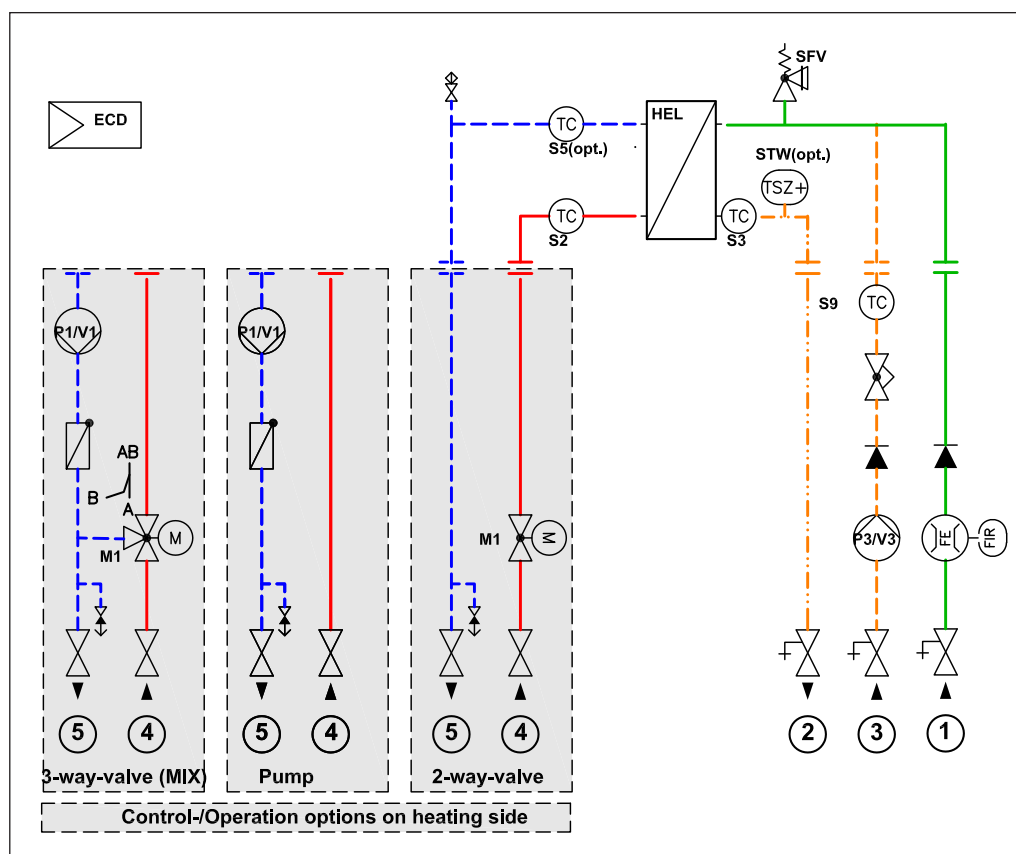 SFV
ECD
HEL
TC
S5(opt.)
STW(opt.)
TSZ+
TC
S2
TC
S3
P1/V1
P1/V1
S9
TC
AB
B
A
M
M1
M1
M
P3/V3
FE
FIR
5
4
5
4
5
4
2
3
1
3-way-valve (MIX)
Pump
2-way-valve
Control-/Operation options on heating side